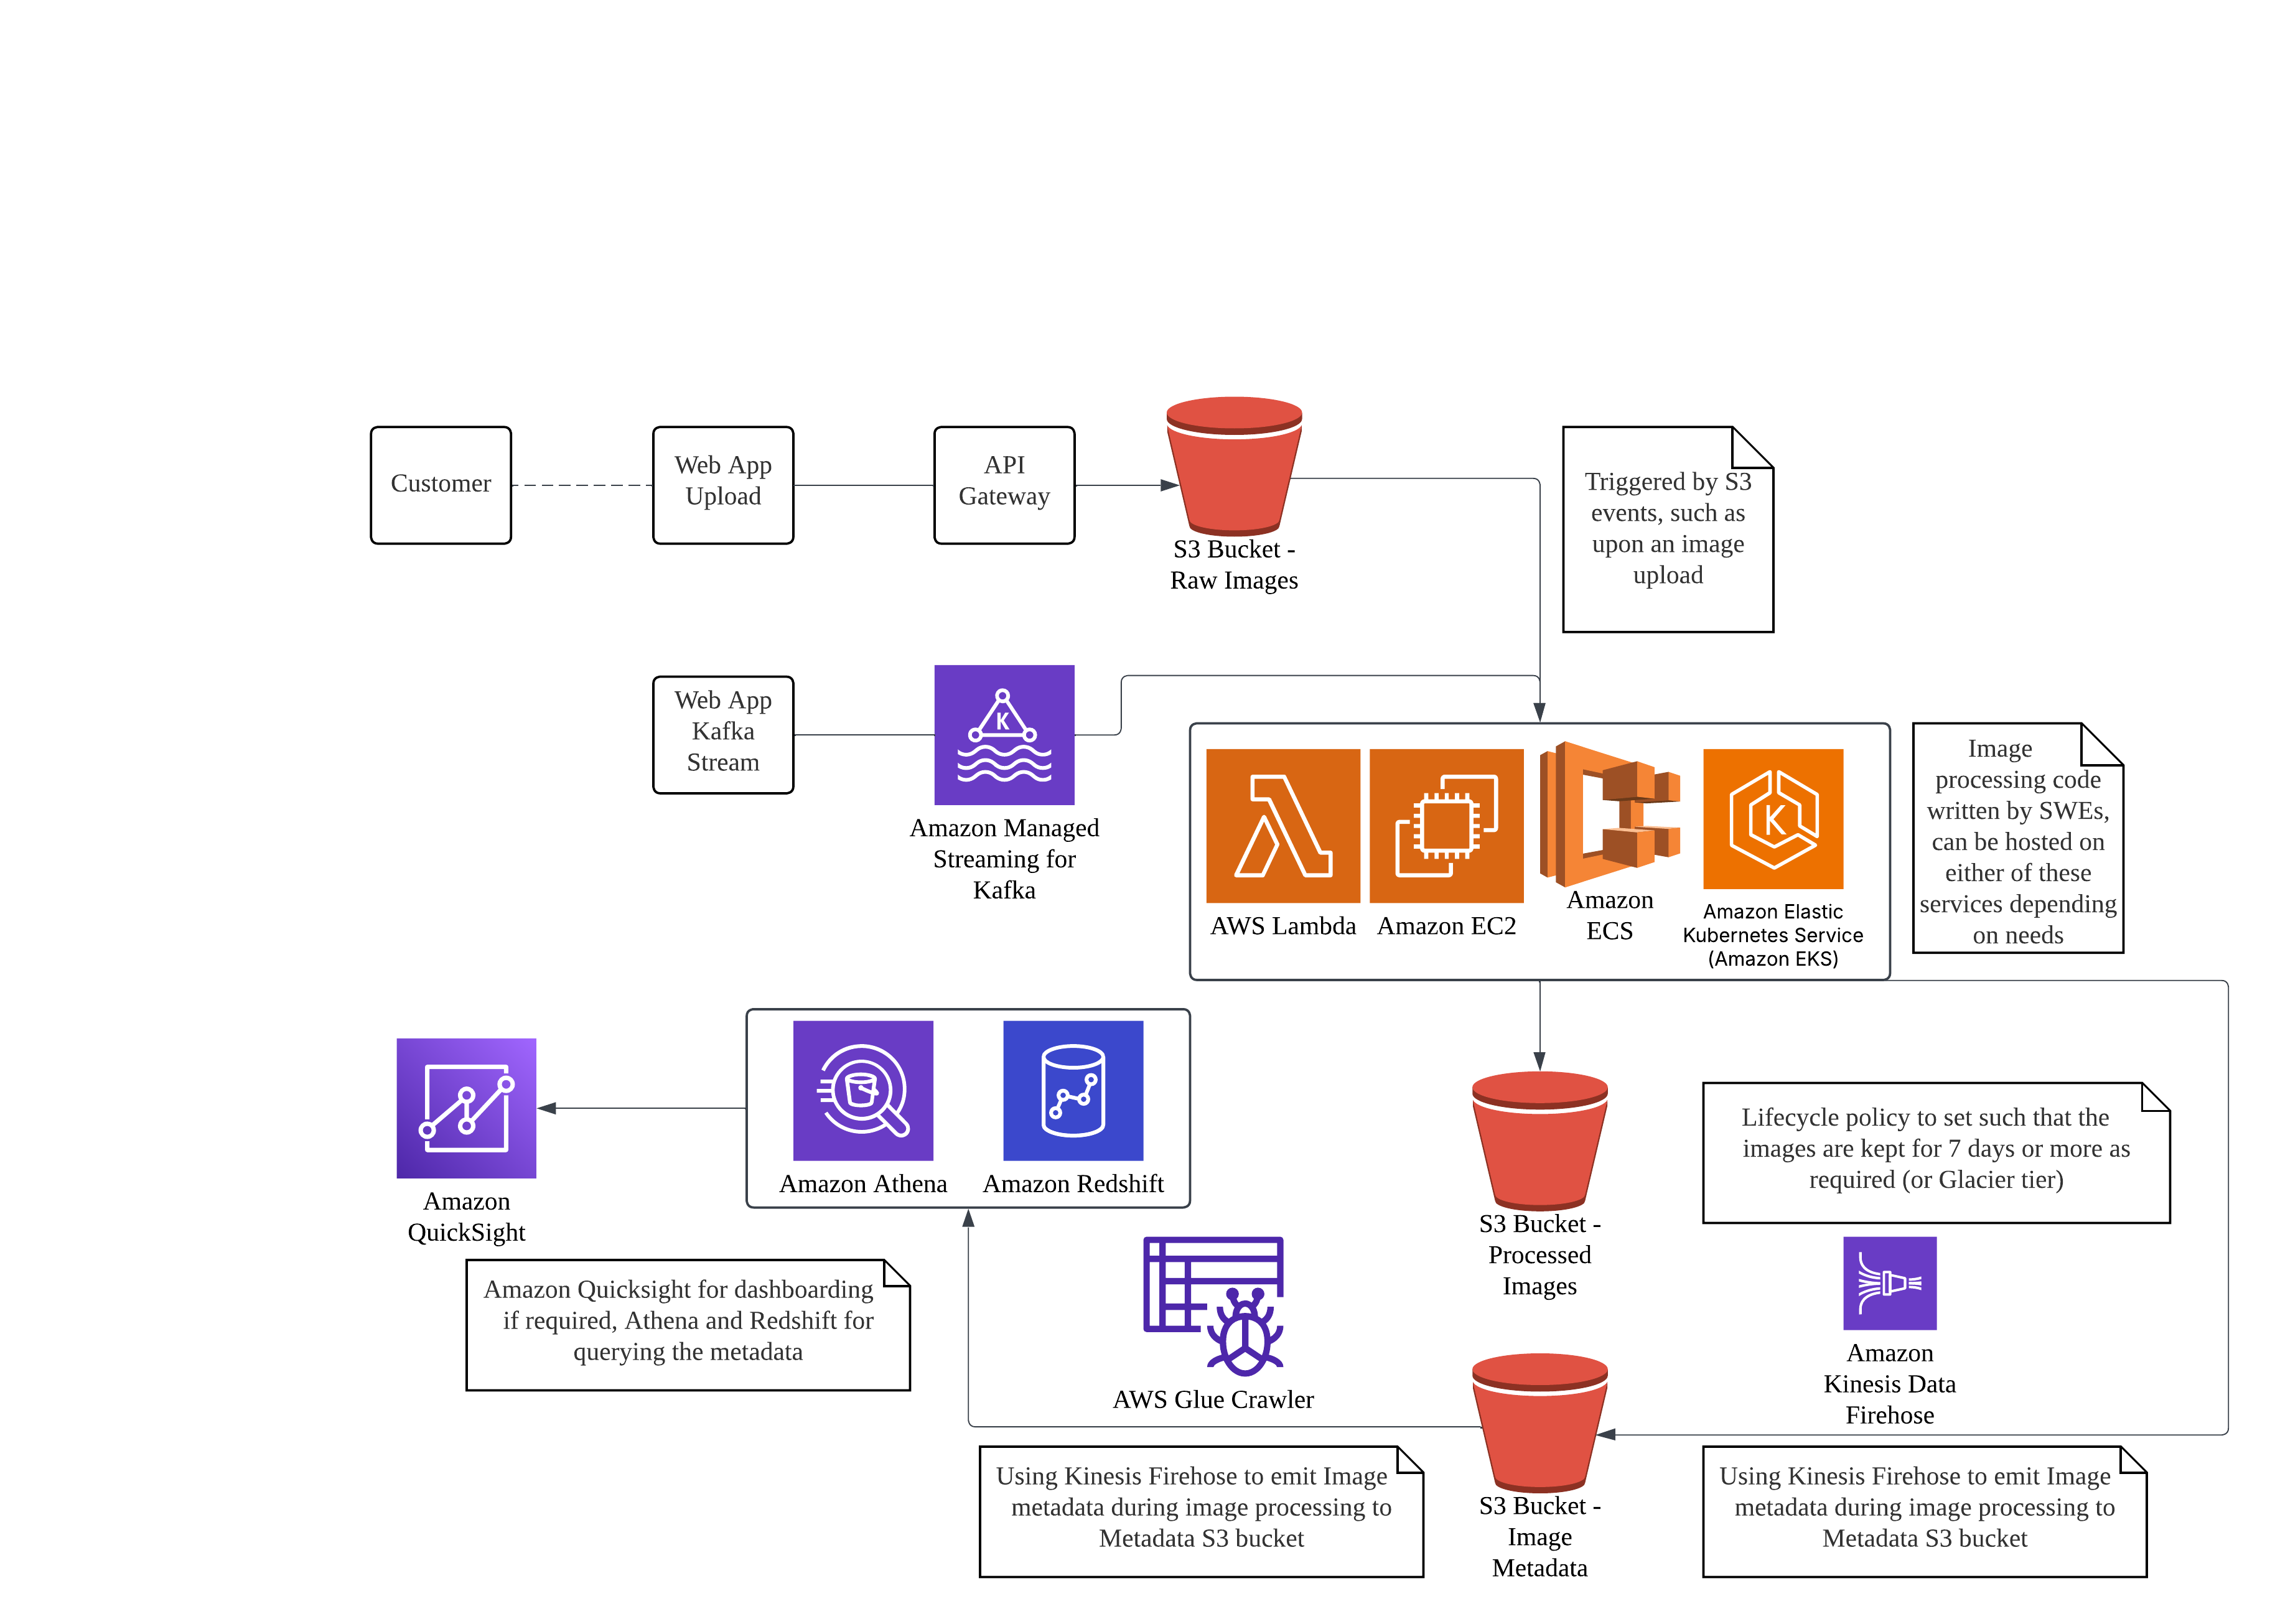 Customer
Web App
Upload
API
Gateway
S3 Bucket -
Raw Images
Triggered by S3
events, such as
upon an image
upload
Web App
Kafka
Stream
K
Amazon Managed
Streaming for
Kafka
AWS Lambda
Amazon EC2
Amazon
ECS
K
Amazon Elastic
Kubernetes Service
(Amazon EKS)
Image
processing code
written by SWEs,
can be hosted on
either of these
services depending
on needs
Amazon
QuickSight
Amazon Athena
Amazon Redshift
S3 Bucket -
Processed
Images
Lifecycle policy to set such that the
images are kept for 7 days or more as
required (or Glacier tier)
Amazon Quicksight for dashboarding
if required, Athena and Redshift for
querying the metadata
AWS Glue Crawler
Amazon
Kinesis Data
Firehose
Using Kinesis Firehose to emit Image
metadata during image processing to
Metadata S3 bucket
S3 Bucket -
Image
Metadata
Using Kinesis Firehose to emit Image
metadata during image processing to
Metadata S3 bucket